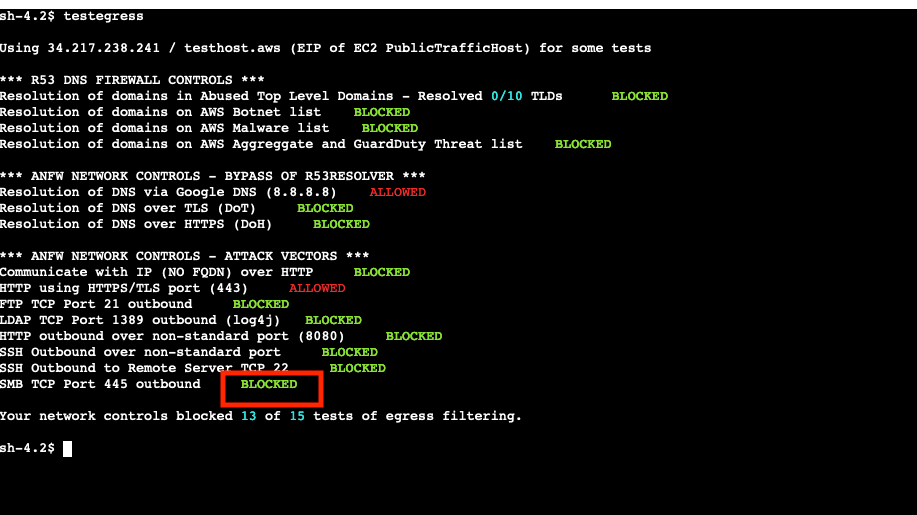 sh-4.2$ testegress
Using 34.217.238.241 / testhost.aws (EIP of EC2 PublicTrafficHost) for some tests
*** R53 DNS FIREWALL CONTROLS ***
Resolution of domains in Abused Top Level Domains - Resolved 0/10 TLDs BLOCKED
Resolution of domains on AWS Botnet list BLOCKED
Resolution of domains on AWS Malware list BLOCKED
Resolution of domains on AWS Aggreggate and GuardDuty Threat list BLOCKED
*** ANFW NETWORK CONTROLS - BYPASS OF R53RESOLVER ***
Resolution of DNS via Google DNS (8.8.8.8) ALLOWED
Resolution of DNS over TLS (DoT) BLOCKED
Resolution of DNS over HTTPS (DoH) BLOCKED
*** ANFW NETWORK CONTROLS - ATTACK VECTORS ***
Communicate with IP (NO FQDN) over HTTP BLOCKED
HTTP using HTTPS/TLS port (443) ALLOWED
FTP TCP Port 21 outbound BLOCKED
LDAP TCP Port 1389 outbound (log4j) BLOCKED
HTTP outbound over non-standard port (8080) BLOCKED
SSH Outbound over non-standard port BLOCKED
SSH Outbound to Remote Server TCP 22 BLOCKED
SMB TCP Port 445 outbound BLOCKED
Your network controls blocked 13 of 15 tests of egress filtering.
sh-4.2$